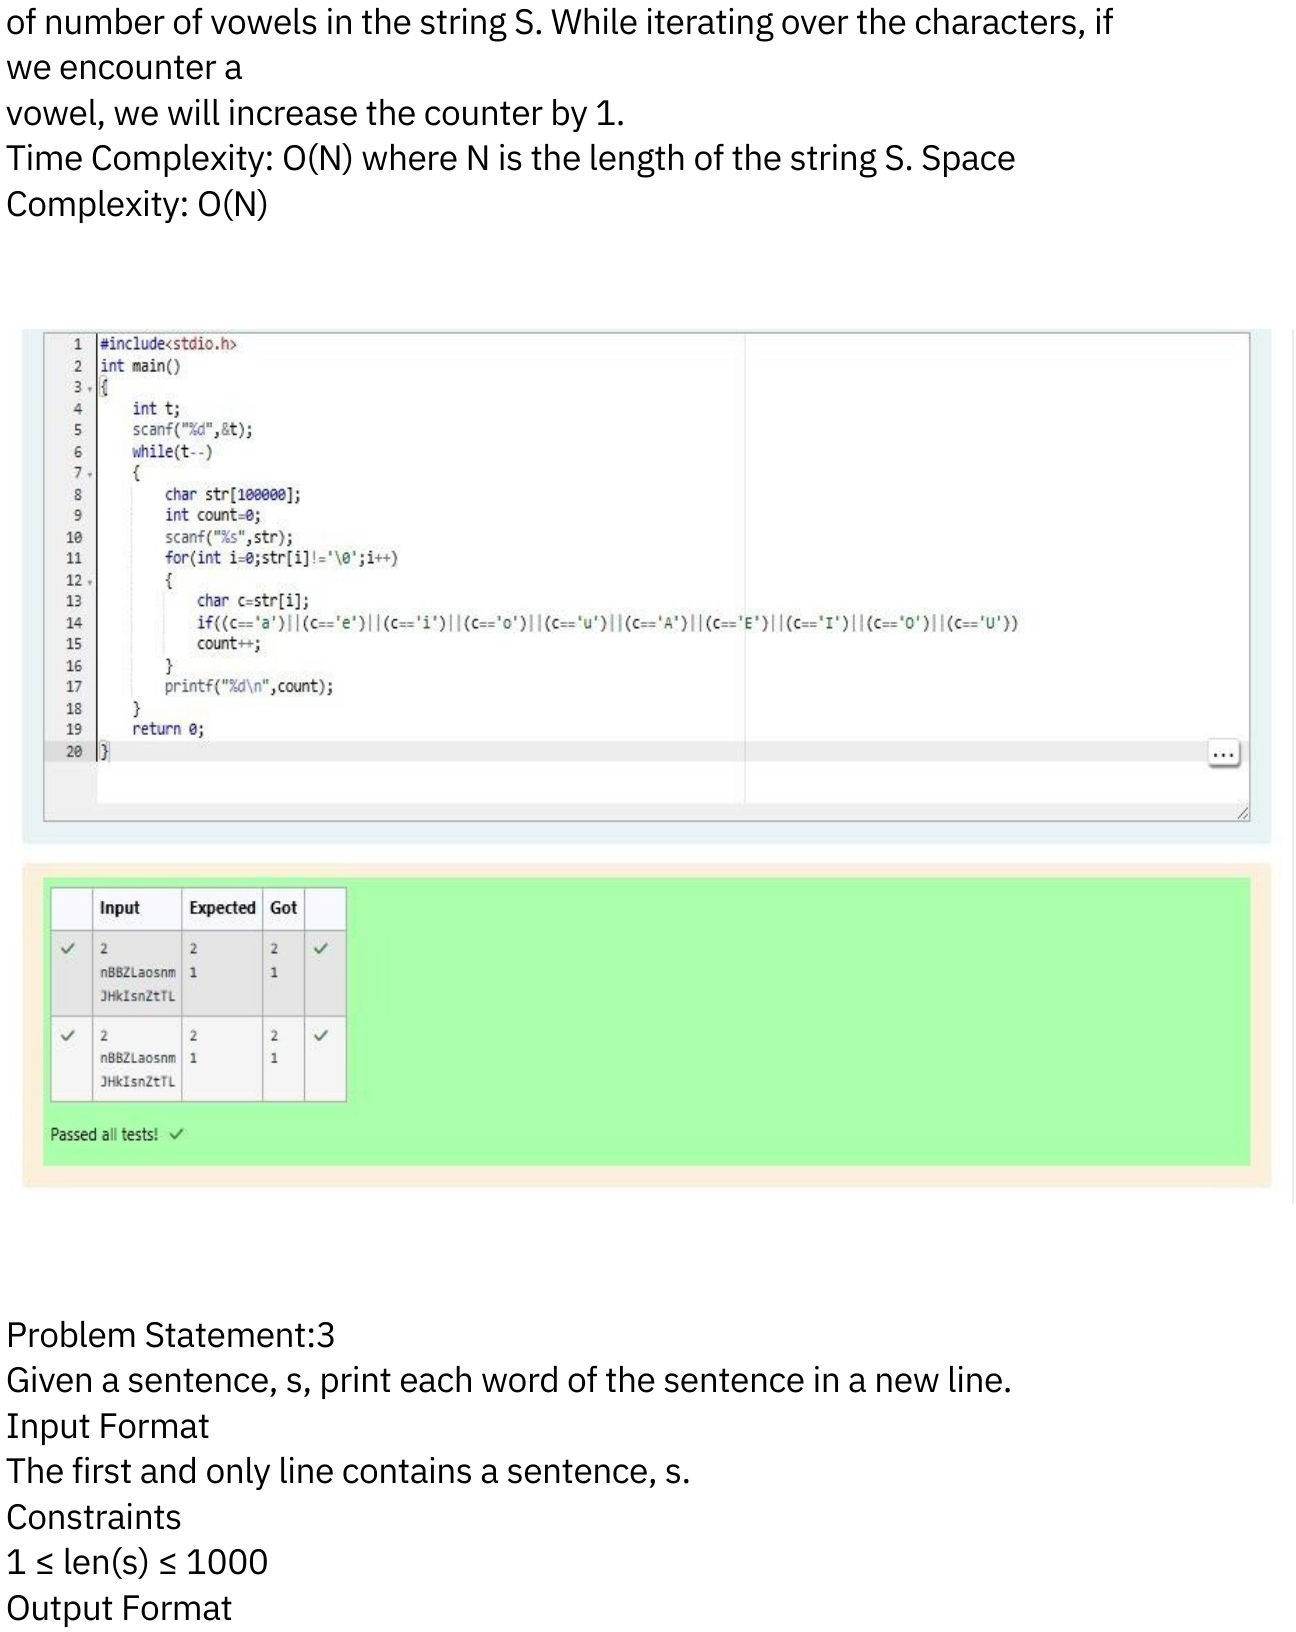 of number of vowels in the string S. While iterating over the characters, if
we encounter a
vowel, we will increase the counter by 1.
Time Complexity: O(N) where N is the length of the string S. Space
Complexity: O(N)
1 #include<stdio.h>
2 int main()
3 {
4 int t;
5 scanf("%d",&t);
6 while(t--)
7 {
8 char str[100000];
9 int count=0;
10 scanf("%s",str);
11 for(int i=0;str[i]!='\0';i++)
12 {
13 char c=str[i];
14 if((c=='a')||(c=='e')||(c=='i')||(c=='o')||(c=='u')||(c=='A')||(c=='E')||(c=='I')||(c=='O')||(c=='U'))
15 count++;
16 }
17 printf("%d\n",count);
18 }
19 return 0;
20 }
...
Input Expected Got
2 2 2
nBBZLaosnm 1 1
JHkIsnZtTL
2 2 2
nBBZLaosnm 1 1
JHkIsnZtTL
Passed all tests!
Problem Statement:3
Given a sentence, s, print each word of the sentence in a new line.
Input Format
The first and only line contains a sentence, s.
Constraints
1 ≤ len(s) ≤ 1000
Output Format